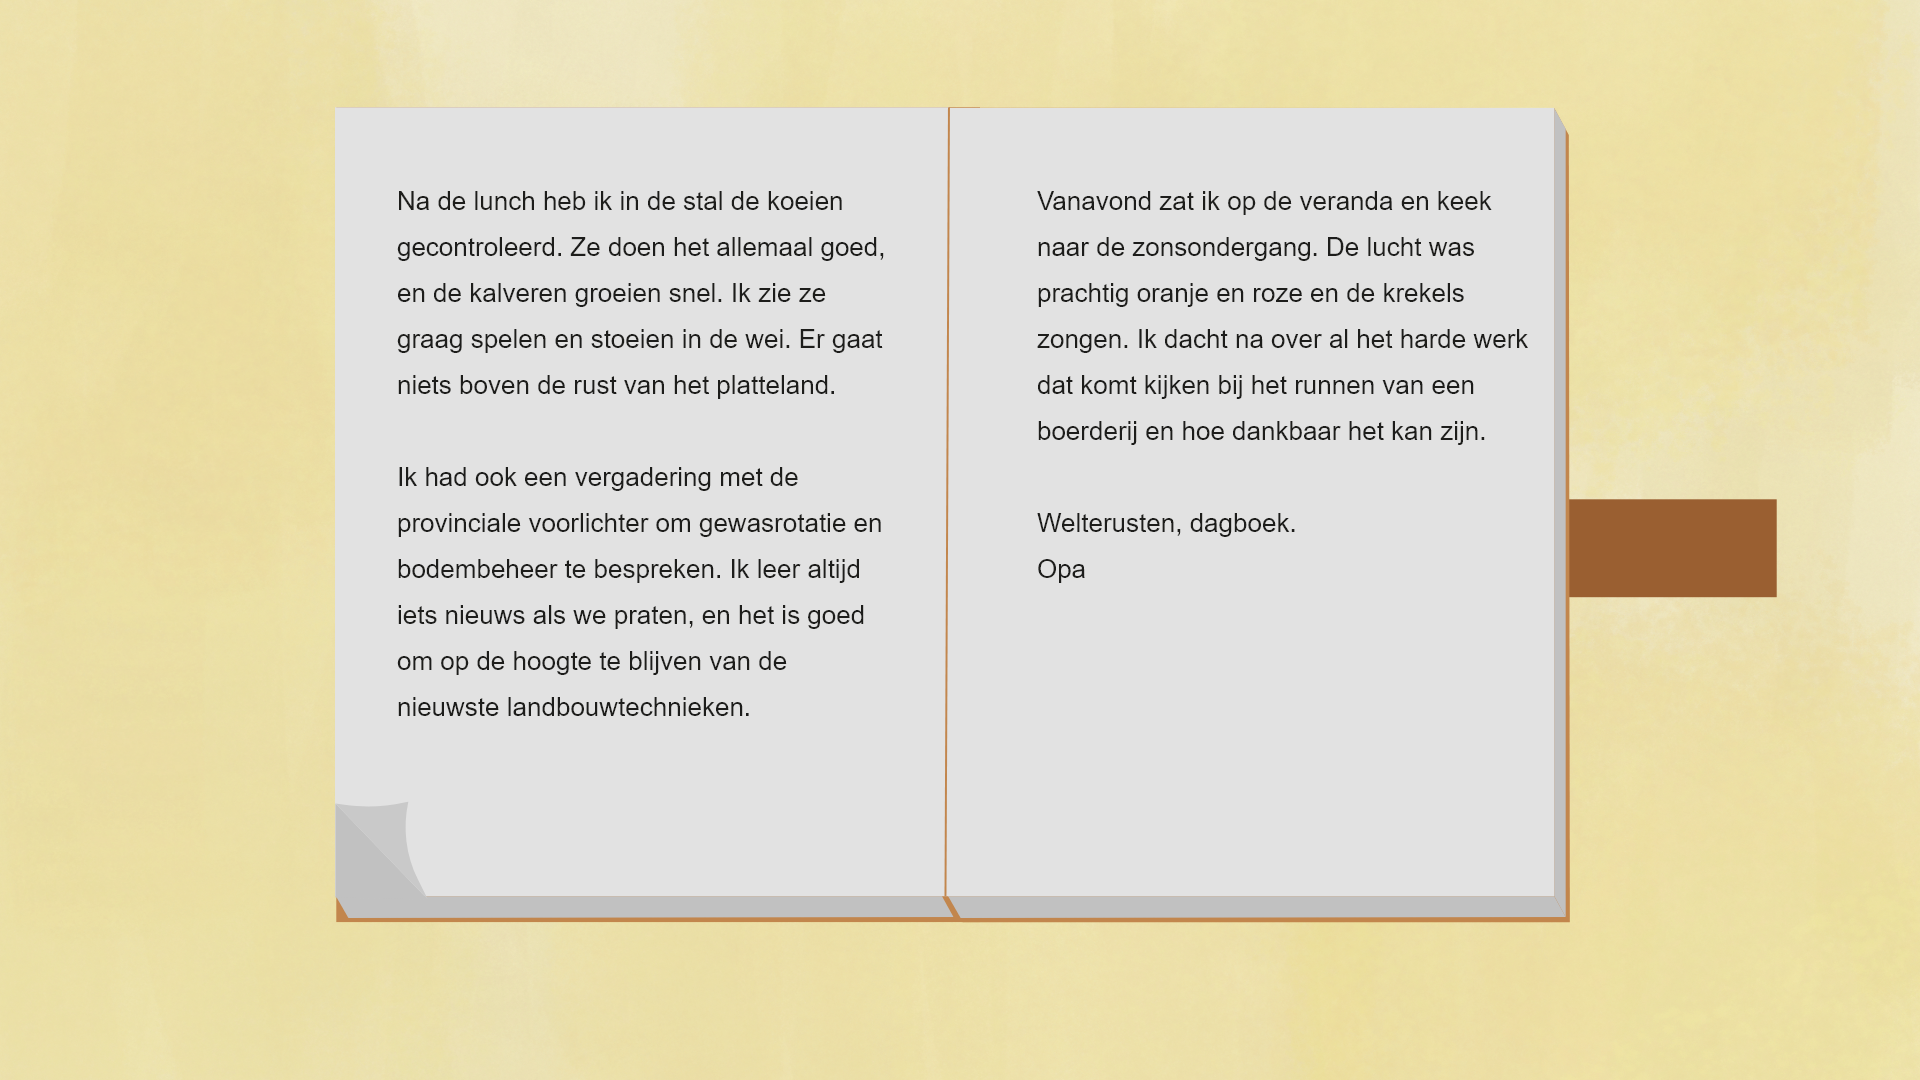 Na de lunch heb ik in de stal de koeien
gecontroleerd. Ze doen het allemaal goed,
en de kalveren groeien snel. Ik zie ze
graag spelen en stoeien in de wei. Er gaat
niets boven de rust van het platteland.
Ik had ook een vergadering met de
provinciale voorlichter om gewasrotatie en
bodembeheer te bespreken. Ik leer altijd
iets nieuws als we praten, en het is goed
om op de hoogte te blijven van de
nieuwste landbouwtechnieken.
Vanavond zat ik op de veranda en keek
naar de zonsondergang. De lucht was
prachtig oranje en roze en de krekels
zongen. Ik dacht na over al het harde werk
dat komt kijken bij het runnen van een
boerderij en hoe dankbaar het kan zijn.
Welterusten, dagboek.
Opa